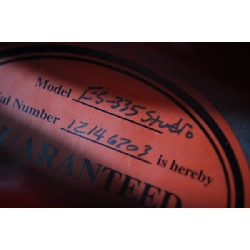 Model ES-335 Studio
ial Number 12146703 is hereby
UARANTEED